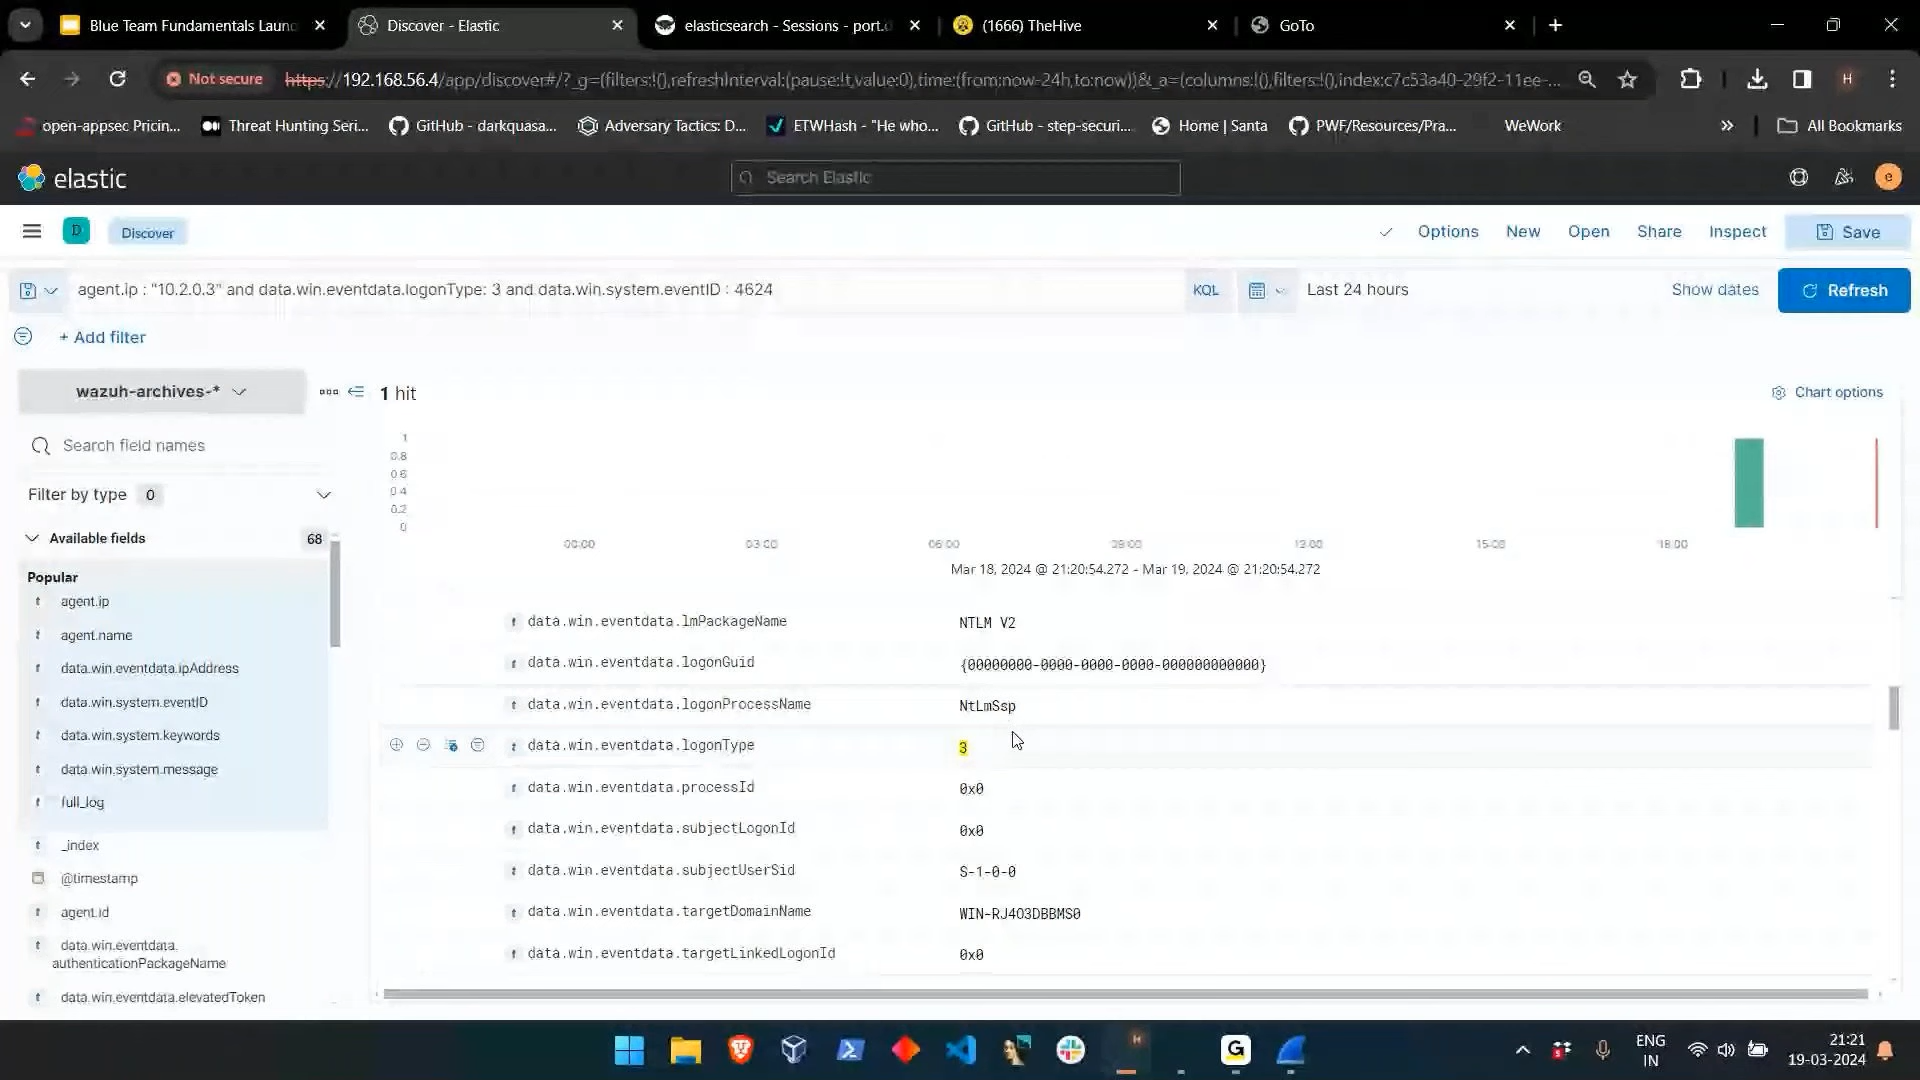 Blue Team Fundamentals Laun
Discover - Elastic
elasticsearch - Sessions - port.
(1666) TheHive
GoTo
Not secure
https://192.168.56.4/app/discover#/?_g=(filters:!(),refreshInterval:(pause:!t,value:0),time:(from:now-24h,to:now))&_a=(columns:!(),filters:!(),index:c7c53a40-29f2-11ee-...
H
open-appsec Pricin...
Threat Hunting Seri...
GitHub - darkquasa...
Adversary Tactics: D...
ETWHash - "He who...
GitHub - step-securi...
Home | Santa
PWF/Resources/Pra...
WeWork
All Bookmarks
elastic
Search Elastic
e
D
Discover
Options
New
Open
Share
Inspect
Save
agent.ip : "10.2.0.3" and data.win.eventdata.logonType: 3 and data.win.system.eventID : 4624
KQL
Last 24 hours
Show dates
Refresh
+ Add filter
wazuh-archives-*
1 hit
Chart options
Search field names
Filter by type 0
Available fields 68
Popular
t agent.ip
t agent.name
t data.win.eventdata.ipAddress
t data.win.system.eventID
t data.win.system.keywords
t data.win.system.message
t full_log
t _index
@timestamp
t agent.id
t data.win.eventdata.
authenticationPackageName
t data.win.eventdata.elevatedToken
1
0.8
0.6
0.4
0.2
0
00:00
03:00
06:00
09:00
12:00
15:00
18:00
Mar 18, 2024 @ 21:20:54.272 - Mar 19, 2024 @ 21:20:54.272
t data.win.eventdata.lmPackageName NTLM V2
t data.win.eventdata.logonGuid {00000000-0000-0000-0000-000000000000}
t data.win.eventdata.logonProcessName NtLmSsp
t data.win.eventdata.logonType 3
t data.win.eventdata.processId 0x0
t data.win.eventdata.subjectLogonId 0x0
t data.win.eventdata.subjectUserSid S-1-0-0
t data.win.eventdata.targetDomainName WIN-RJ4O3DBBMS0
t data.win.eventdata.targetLinkedLogonId 0x0
H
G
ENG
IN
21:21
19-03-2024